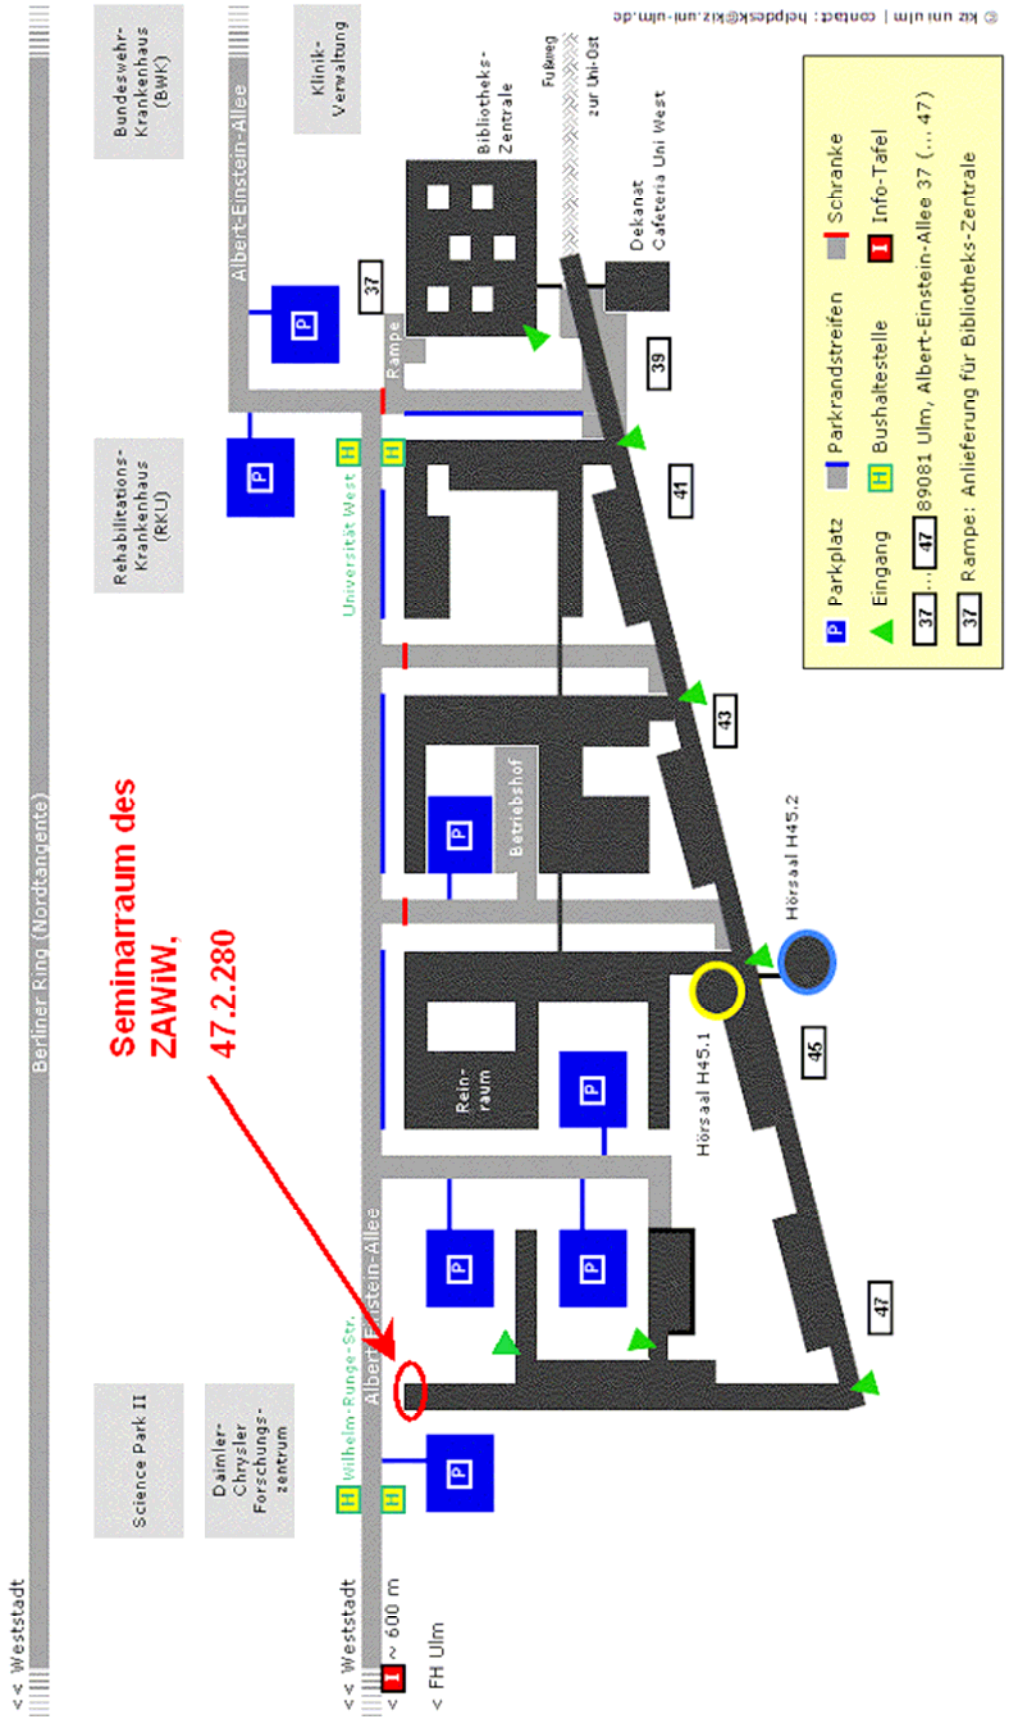 << Weststadt
Berliner Ring (Nordtangente)
Science Park II
Daimler-
Chrysler
Forschungs-
zentrum
Seminarraum des
ZAWiW,
47.2.280
Rehabilitations-
Krankenhaus
(RKU)
Bundeswehr-
Krankenhaus
(BWK)
Klinik-
Verwaltung
<< Weststadt
H Wilhelm-Runge-Str.
Albert-Einstein-Allee
Universität West H
Albert-Einstein-Allee
I ~ 600 m
<
< FH Ulm
H
H
P
P
P
P
P
P
P
Rein-
raum
Betriebshof
Rampe
37
Bibliotheks-
Zentrale
Fußweg
zur Uni-Ost
Dekanat
Cafeteria Uni West
39
41
43
Hörsaal H45.1
Hörsaal H45.2
45
47
P Parkplatz
Parkrandstreifen
Schranke
Eingang
H Bushaltestelle
I Info-Tafel
37 ... 47 89081 Ulm, Albert-Einstein-Allee 37 (... 47)
37 Rampe: Anlieferung für Bibliotheks-Zentrale
© kiz uni ulm | contact: helpdesk@kiz.uni-ulm.de